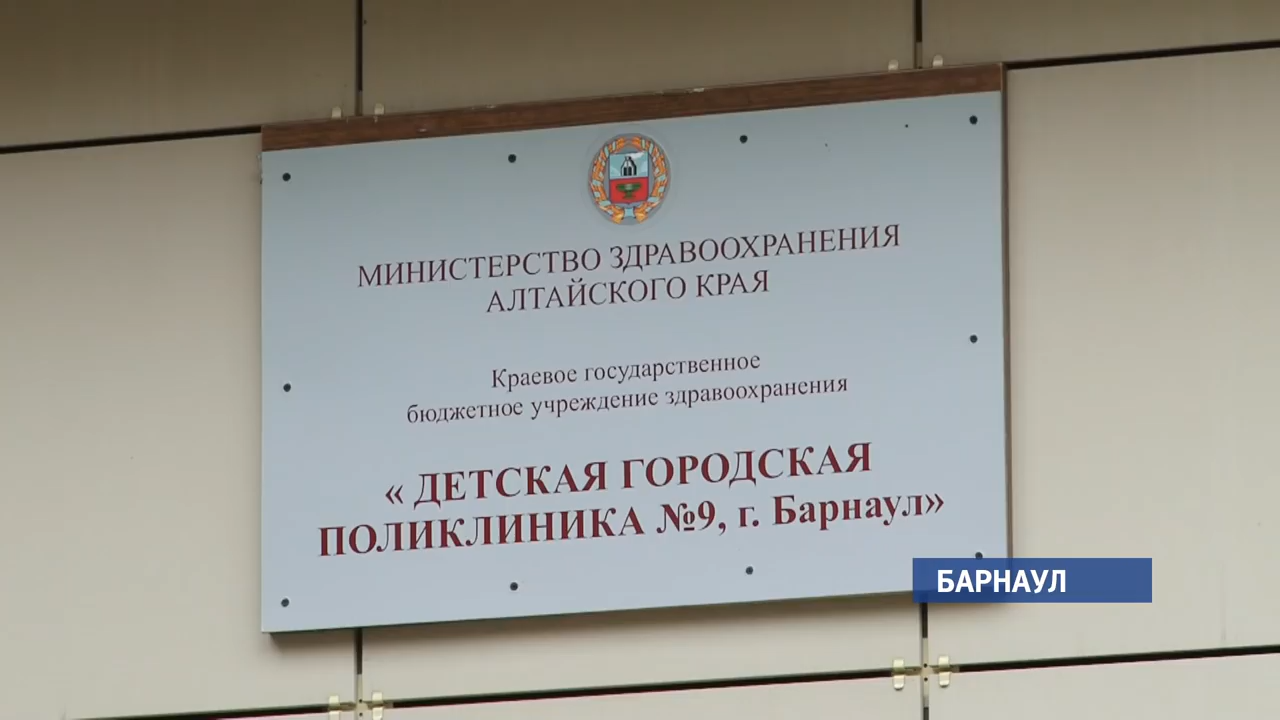 МИНИСТЕРСТВО ЗДРАВООХРАНЕНИЯ
АЛТАЙСКОГО КРАЯ
Краевое государственное
бюджетное учреждение здравоохранения
« ДЕТСКАЯ ГОРОДСКАЯ
ПОЛИКЛИНИКА №9, г. Барнаул»
БАРНАУЛ